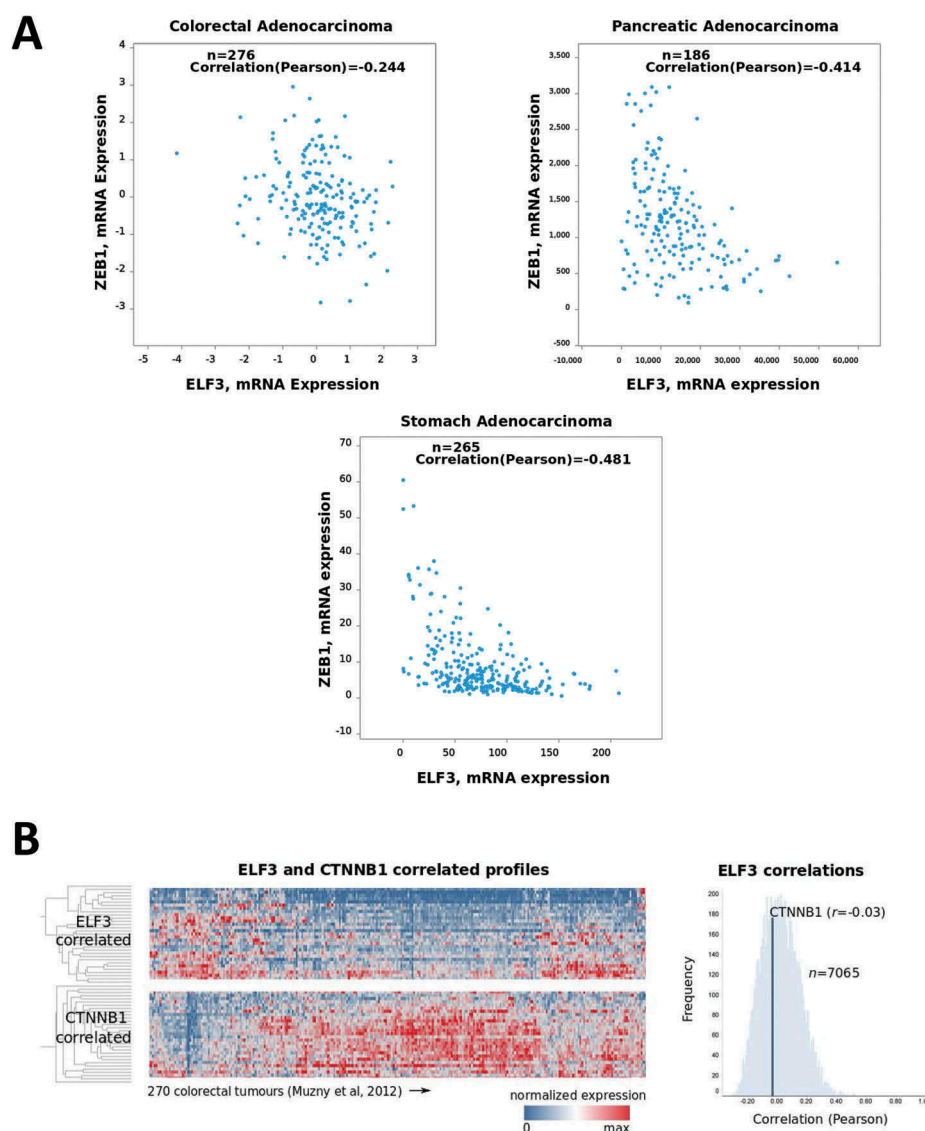 A
Colorectal Adenocarcinoma
n=276
Correlation(Pearson)=-0.244
ZEB1, mRNA Expression
4
3
2
1
0
-1
-2
-3
-5 -4 -3 -2 -1 0 1 2 3
ELF3, mRNA Expression
Pancreatic Adenocarcinoma
n=186
Correlation(Pearson)=-0.414
ZEB1, mRNA expression
3,500
3,000
2,500
2,000
1,500
1,000
500
0
-500
-10,000 0 10,000 20,000 30,000 40,000 50,000 60,000
ELF3, mRNA expression
Stomach Adenocarcinoma
n=265
Correlation(Pearson)=-0.481
ZEB1, mRNA expression
70
60
50
40
30
20
10
0
-10
0 50 100 150 200
ELF3, mRNA expression
B
ELF3 and CTNNB1 correlated profiles
ELF3
correlated
CTNNB1
correlated
270 colorectal tumours (Muzny et al, 2012) →
normalized expression
0 max
ELF3 correlations
CTNNB1 (r=-0.03)
n=7065
Frequency
200
180
160
140
120
100
80
60
40
20
0
-0.20 0.00 0.20 0.40 0.60 0.80 1.0
Correlation (Pearson)